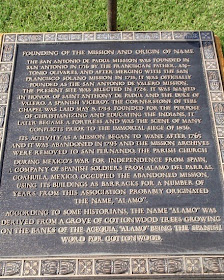 FOUNDING OF THE MISSION AND ORIGIN OF NAME
THE SAN ANTONIO DE PADUA MISSION WAS FOUNDED IN
SAN ANTONIO IN 1716 BY THE FRANCISCAN FRIAR, AN-
TONIO OLIVARES, AND AFTER MERGING WITH THE SAN
FRANCISCO SOLANO MISSION IN 1718, IT WAS OFFICIALLY
FOUNDED AS THE SAN ANTONIO DE VALERO MISSION.
THE PRESENT SITE WAS SELECTED IN 1724. IT WAS NAMED
IN HONOR OF SAINT ANTHONY DE PADUA AND THE DUKE OF
VALERO, A SPANISH VICEROY. THE CORNERSTONE OF THIS
CHAPEL WAS LAID MAY 8, 1744. FOUNDED FOR THE PURPOSE
OF CHRISTIANIZING AND EDUCATING THE INDIANS, IT
LATER BECAME A FORTRESS AND WAS THE SCENE OF MANY
CONFLICTS PRIOR TO THE IMMORTAL SIEGE OF 1836.
ITS ACTIVITY AS A MISSION BEGAN TO WANE AFTER 1765
AND IT WAS ABANDONED IN 1793 AND THE MISSION ARCHIVES
WERE REMOVED TO SAN FERNANDO THE PARISH CHURCH
DURING MEXICO'S WAR FOR INDEPENDENCE FROM SPAIN,
COMPANY OF SPANISH SOLDIERS FROM ALAMO DEL PARRAS,
COAHUILA, MEXICO, OCCUPIED THE ABANDONED MISSION,
USING ITS BUILDINGS AS BARRACKS FOR A NUMBER OF
YEARS. FROM THIS ASSOCIATION PROBABLY ORIGINATED
THE NAME, "ALAMO".
ACCORDING TO SOME HISTORIANS, THE NAME "ALAMO" WAS
DERIVED FROM A GROVE OF COTTONWOOD TREES GROWING
ON THE BANKS OF THE ACEQUIA, "ALAMO" BEING THE SPANISH
WORD FOR COTTONWOOD.